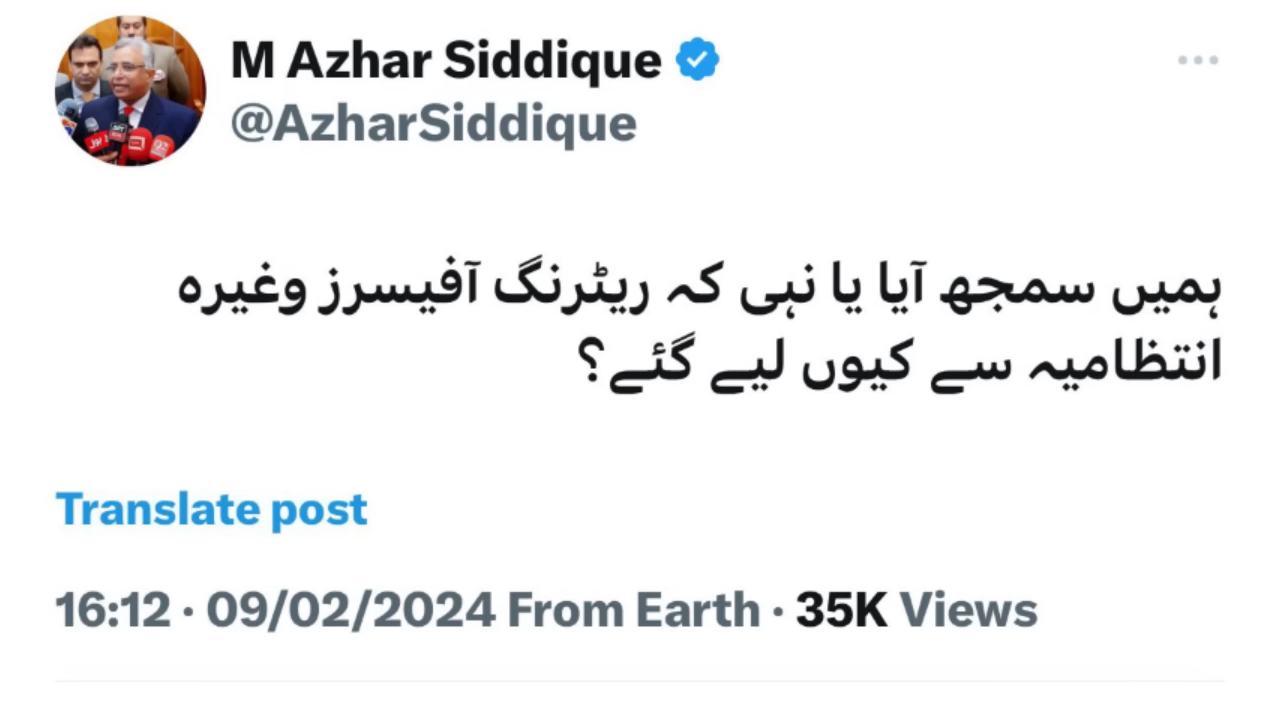 M Azhar Siddique
@AzharSiddique
ہمیں سمجھ آیا یا نہی کہ ریٹرنگ آفیسرز وغیرہ
انتظامیہ سے کیوں لیے گئے؟
Translate post
16:12 · 09/02/2024 From Earth · 35K Views